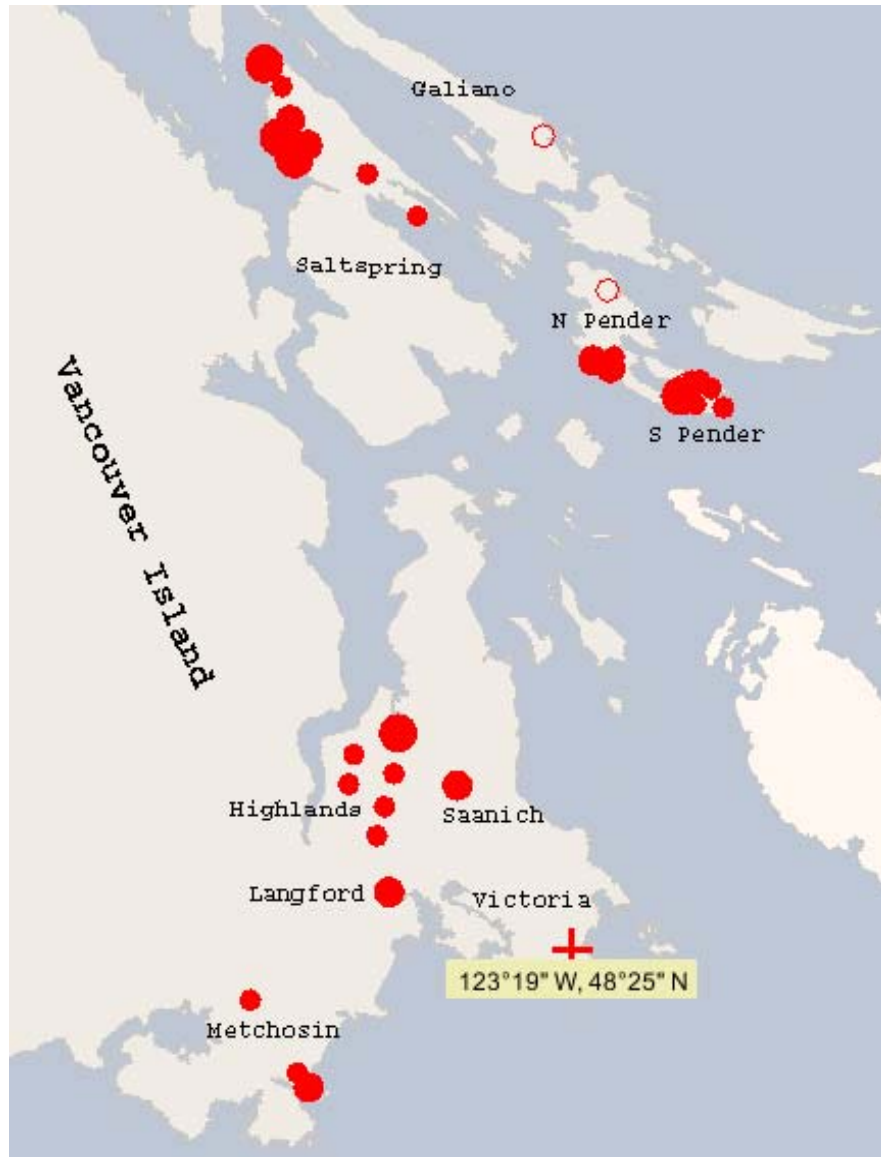 Galiano
Saltspring
N Pender
Vancouver Island
S Pender
Highlands
Saanich
Langford
Victoria
123°19" W, 48°25" N
Metchosin